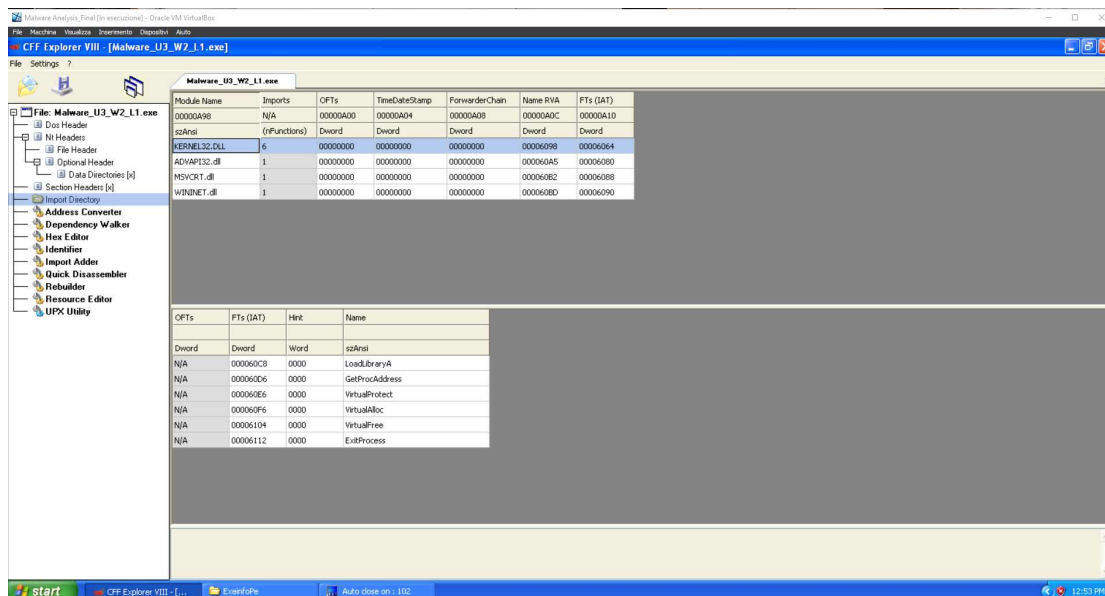 Malware Analysis_Final [In esecuzione] - Oracle VM VirtualBox
File Macchina Visualizza Inserimento Dispositivi Aiuto
CFF Explorer VIII - [Malware_U3_W2_L1.exe]
File Settings ?
Malware_U3_W2_L1.exe
File: Malware_U3_W2_L1.exe
Dos Header
Nt Headers
File Header
Optional Header
Data Directories [x]
Section Headers [x]
Import Directory
Address Converter
Dependency Walker
Hex Editor
Identifier
Import Adder
Quick Disassembler
Rebuilder
Resource Editor
UPX Utility
Module Name Imports OFTs TimeDateStamp ForwarderChain Name RVA FTs (IAT)
00000A98 N/A 00000A00 00000A04 00000A08 00000A0C 00000A10
szAnsi (nFunctions) Dword Dword Dword Dword Dword
KERNEL32.DLL 6 00000000 00000000 00000000 00006098 00006064
ADVAPI32.dll 1 00000000 00000000 00000000 000060A5 00006080
MSVCRT.dll 1 00000000 00000000 00000000 000060B2 00006088
WININET.dll 1 00000000 00000000 00000000 000060BD 00006090
OFTs FTs (IAT) Hint Name
Dword Dword Word szAnsi
N/A 000060C8 0000 LoadLibraryA
N/A 000060D6 0000 GetProcAddress
N/A 000060E6 0000 VirtualProtect
N/A 000060F6 0000 VirtualAlloc
N/A 00006104 0000 VirtualFree
N/A 00006112 0000 ExitProcess
start CFF Explorer VIII - [... ExeinfoPe Auto close on : 102 12:53 PM